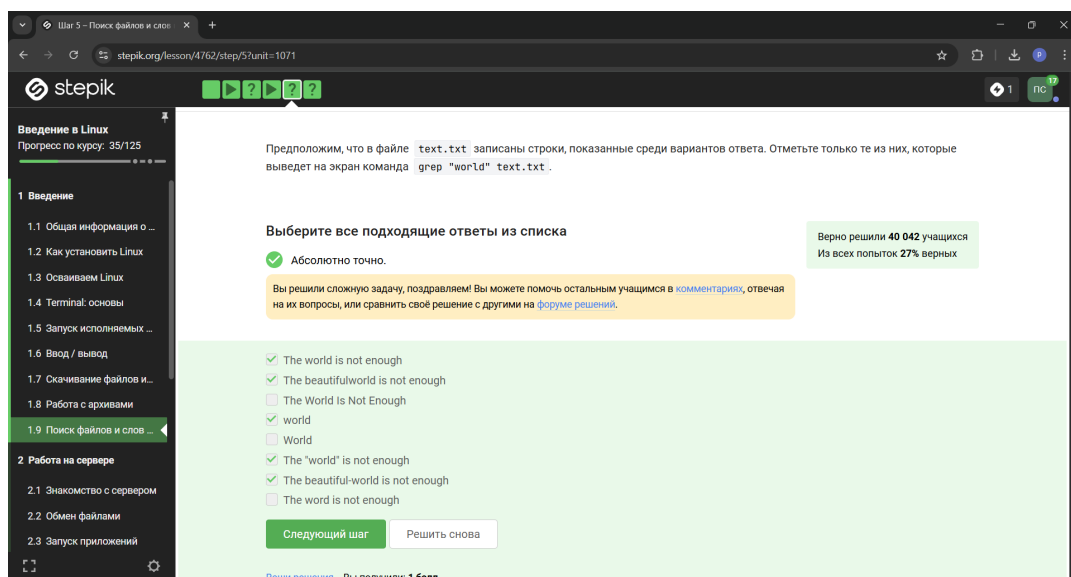 Шаг 5 – Поиск файлов и слов
stepik.org/lesson/4762/step/5?unit=1071
P
stepik
? ? ?
1
ПС
17
Введение в Linux
Прогресс по курсу: 35/125
1 Введение
1.1 Общая информация о ...
1.2 Как установить Linux
1.3 Осваиваем Linux
1.4 Terminal: основы
1.5 Запуск исполняемых ...
1.6 Ввод / вывод
1.7 Скачивание файлов и...
1.8 Работа с архивами
1.9 Поиск файлов и слов ...
2 Работа на сервере
2.1 Знакомство с сервером
2.2 Обмен файлами
2.3 Запуск приложений
Предположим, что в файле text.txt записаны строки, показанные среди вариантов ответа. Отметьте только те из них, которые
выведет на экран команда grep "world" text.txt .
Выберите все подходящие ответы из списка
Абсолютно точно.
Верно решили 40 042 учащихся
Из всех попыток 27% верных
Вы решили сложную задачу, поздравляем! Вы можете помочь остальным учащимся в комментариях, отвечая
на их вопросы, или сравнить своё решение с другими на форуме решений.
The world is not enough
The beautifulworld is not enough
The World Is Not Enough
world
World
The "world" is not enough
The beautiful-world is not enough
The word is not enough
Следующий шаг
Решить снова
Ваши решения Вы получили: 1 балл